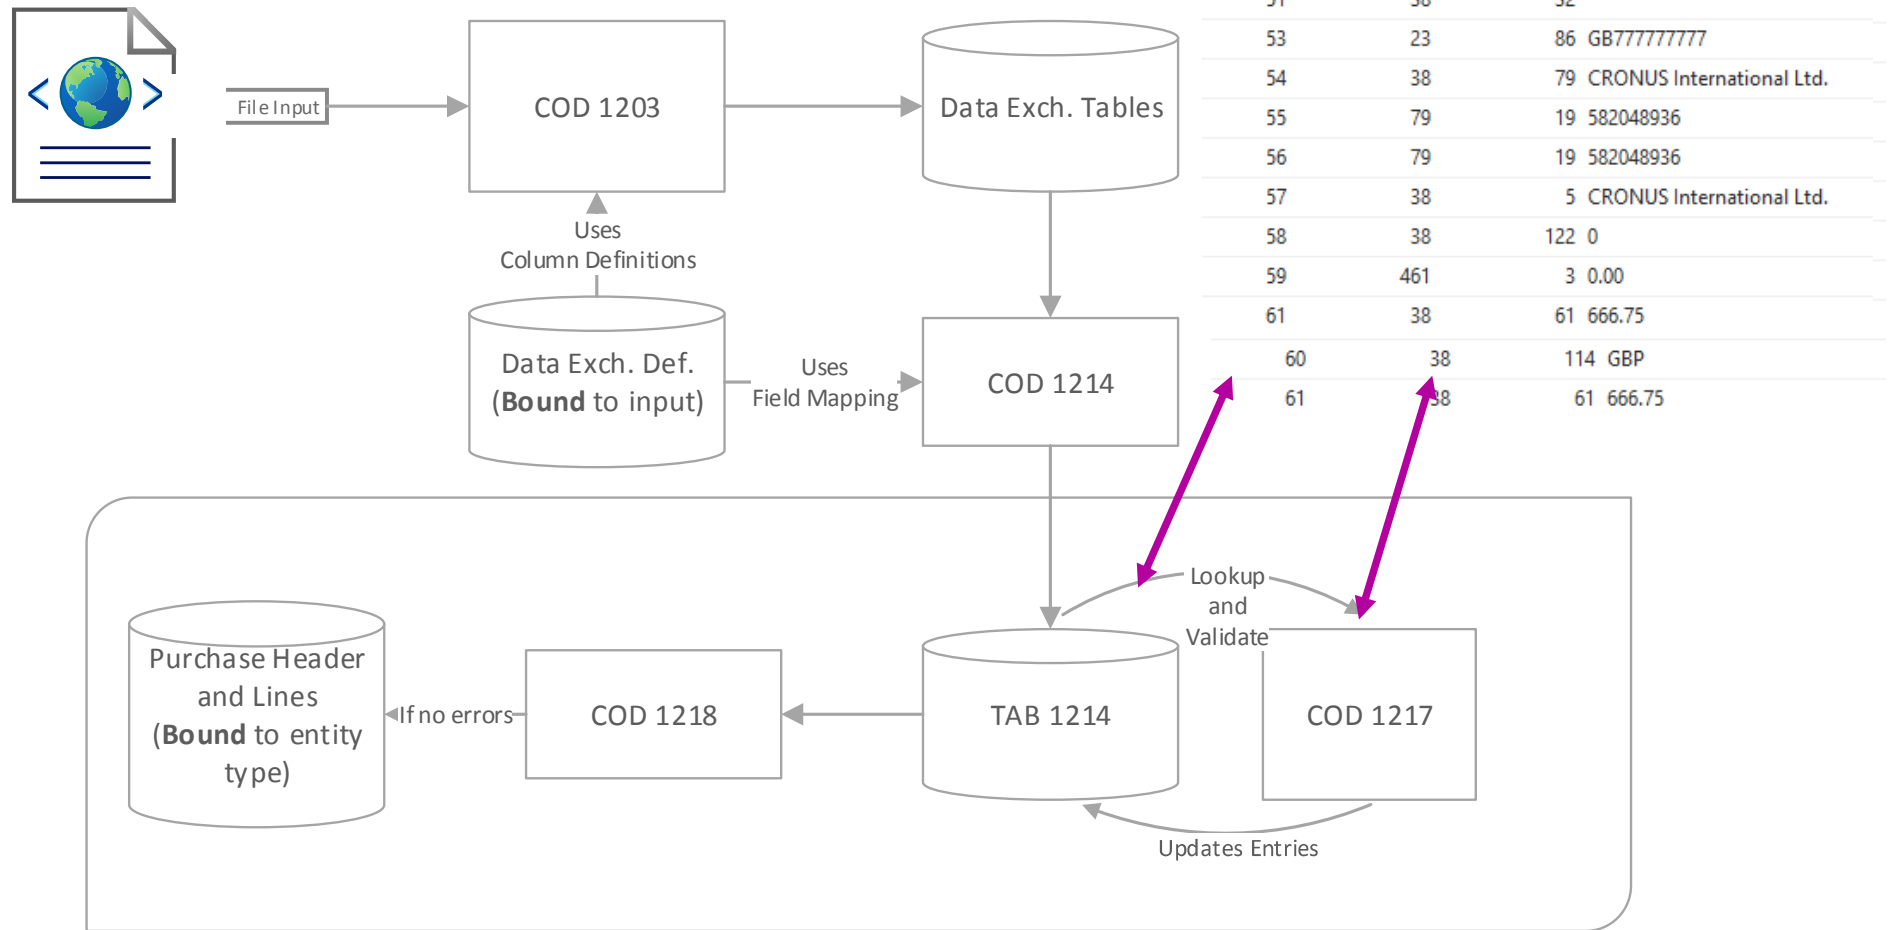 51 38 32
53 23 86 GB777777777
54 38 79 CRONUS International Ltd.
55 79 19 582048936
56 79 19 582048936
57 38 5 CRONUS International Ltd.
58 38 122 0
59 461 3 0.00
61 38 61 666.75
60 38 114 GBP
61 38 61 666.75
File Input
COD 1203
Data Exch. Tables
Uses
Column Definitions
Data Exch. Def.
(Bound to input)
Uses
Field Mapping
COD 1214
Lookup
and
Validate
Purchase Header
and Lines
(Bound to entity
type)
If no errors
COD 1218
TAB 1214
COD 1217
Updates Entries